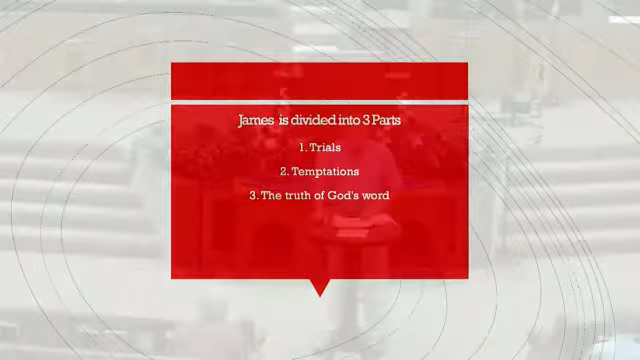 James is divided into 3 Parts
1. Trials
2. Temptations
3. The truth of God's word